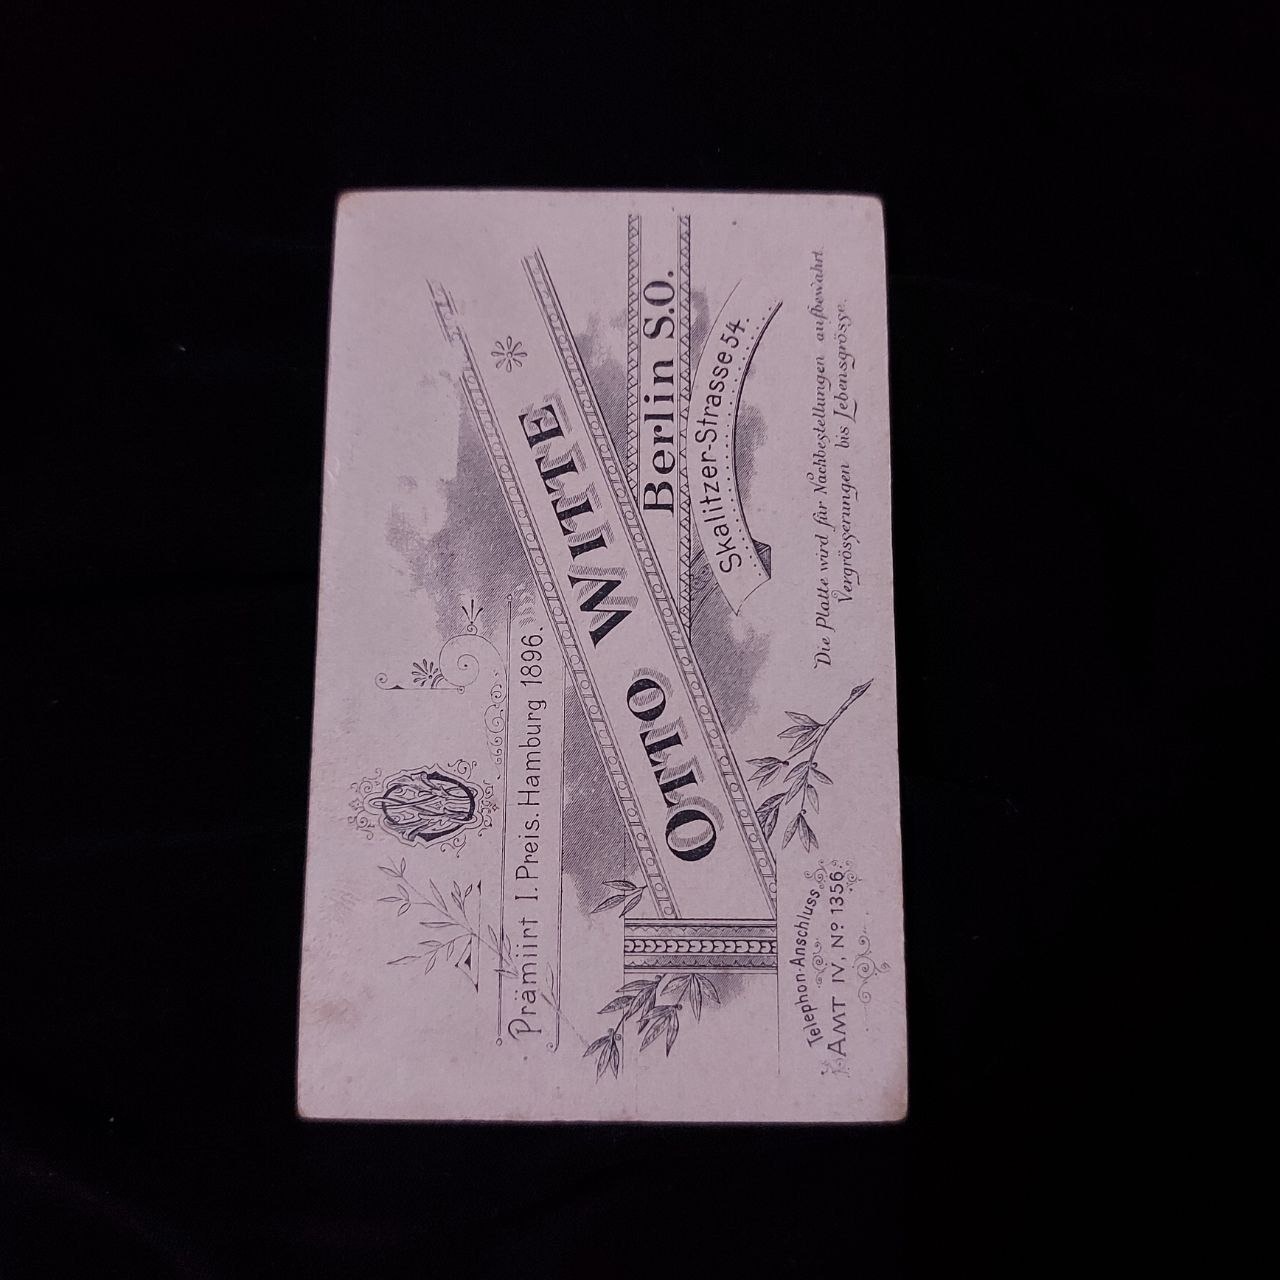 Prämiirt I. Preis. Hamburg 1896.
OTTO WITTE
Berlin S.O.
Skalitzer-Strasse 54.
Telephon-Anschluss
AMT IV, No 1356.
Die Platte wird für Nachbestellungen aufbewahrt.
Vergrösserungen bis Lebensgrösse.